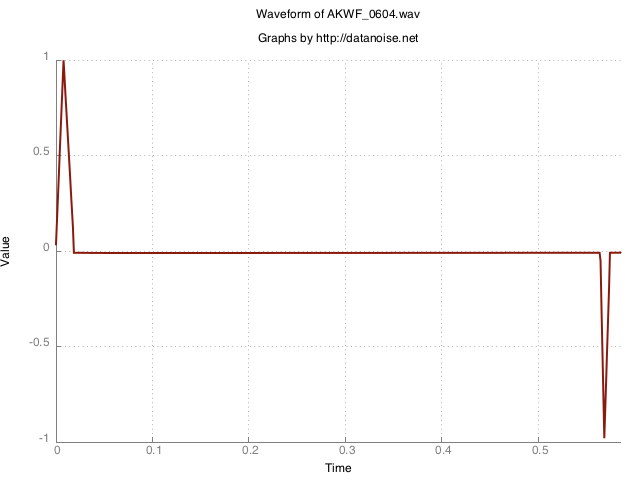 Waveform of AKWF_0604.wav
Graphs by http://datanoise.net
1
0.5
0
-0.5
-1
Value
0 0.1 0.2 0.3 0.4 0.5
Time